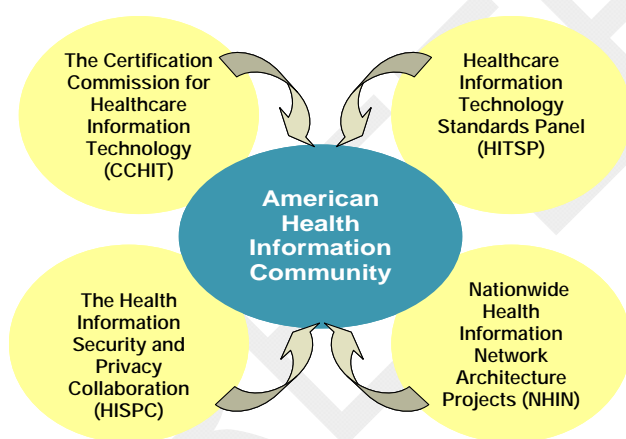 The Certification
Commission for
Healthcare
Information
Technology
(CCHIT)
Healthcare
Information
Technology
Standards Panel
(HITSP)
American
Health
Information
Community
The Health
Information
Security and
Privacy
Collaboration
(HISPC)
Nationwide
Health
Information
Network
Architecture
Projects (NHIN)